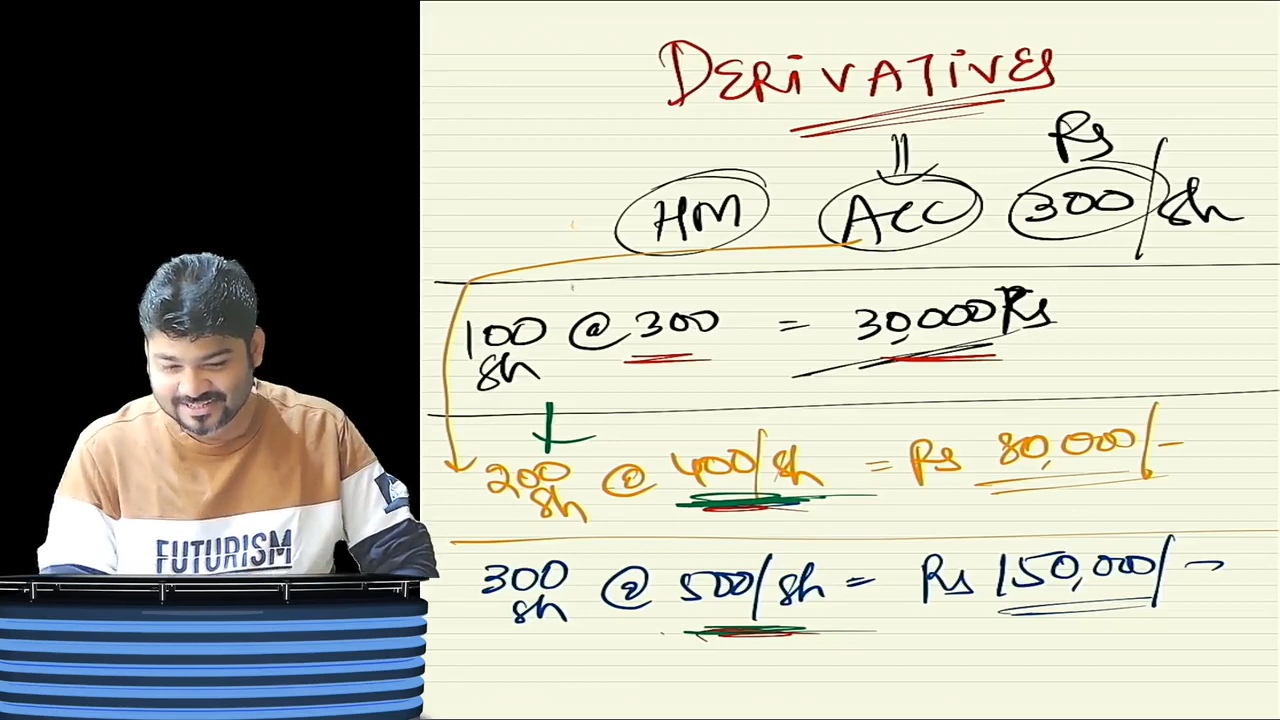 DERIVATIVES
HM ACC Rs 300/sh
100 sh @ 300 = 30,000 Rs
200 sh @ 400/sh = Rs 80,000/-
300 sh @ 500/sh = Rs 150,000/-
FUTURISM